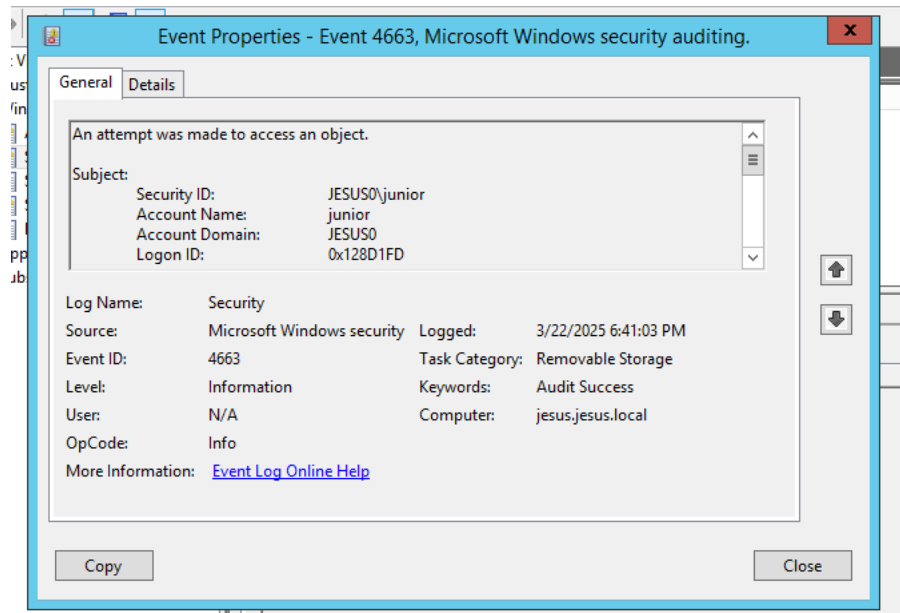 Event Properties - Event 4663, Microsoft Windows security auditing.
x
General Details
An attempt was made to access an object.
Subject:
Security ID: JESUS0\junior
Account Name: junior
Account Domain: JESUS0
Logon ID: 0x128D1FD
Log Name: Security
Source: Microsoft Windows security Logged: 3/22/2025 6:41:03 PM
Event ID: 4663 Task Category: Removable Storage
Level: Information Keywords: Audit Success
User: N/A Computer: jesus.jesus.local
OpCode: Info
More Information: Event Log Online Help
Copy Close